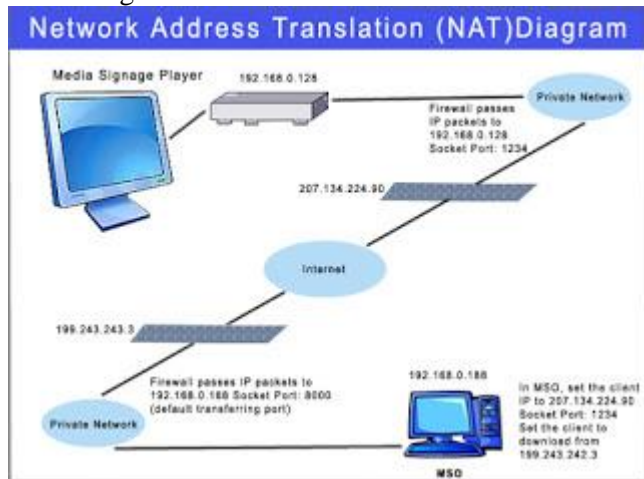 Network Address Translation (NAT)Diagram
Media Signage Player
192.168.0.128
Private Network
Firewall passes
IP packets to
192.168.0.128
Socket Port: 1234
207.134.224.90
Internet
199.243.243.3
Firewall passes IP packets to
192.168.0.188 Socket Port: 8000
(default transferring port)
Private Network
192.168.0.188
In MSO, set the client
IP to 207.134.224.90
Socket Port: 1234
Set the client to
download from
199.243.242.3
MSO